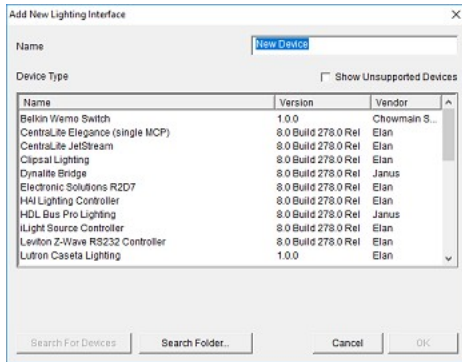 Add New Lighting Interface
Name New Device
Device Type Show Unsupported Devices
Name Version Vendor
Belkin Wemo Switch 1.0.0 Chowmain S...
CentraLite Elegance (single MCP) 8.0 Build 278.0 Rel Elan
CentraLite JetStream 8.0 Build 278.0 Rel Elan
Clipsal Lighting 8.0 Build 278.0 Rel Elan
Dynalite Bridge 8.0 Build 278.0 Rel Janus
Electronic Solutions R2D7 8.0 Build 278.0 Rel Elan
HAI Lighting Controller 8.0 Build 278.0 Rel Elan
HDL Bus Pro Lighting 8.0 Build 278.0 Rel Janus
iLight Source Controller 8.0 Build 278.0 Rel Elan
Leviton Z-Wave RS232 Controller 8.0 Build 278.0 Rel Elan
Lutron Caseta Lighting 1.0.0 Elan
Search For Devices Search Folder.. Cancel OK